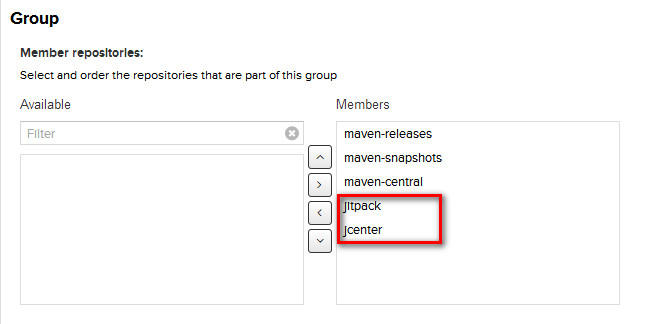 Group
Member repositories:
Select and order the repositories that are part of this group
Available
Members
Filter
maven-releases
maven-snapshots
maven-central
jitpack
jcenter